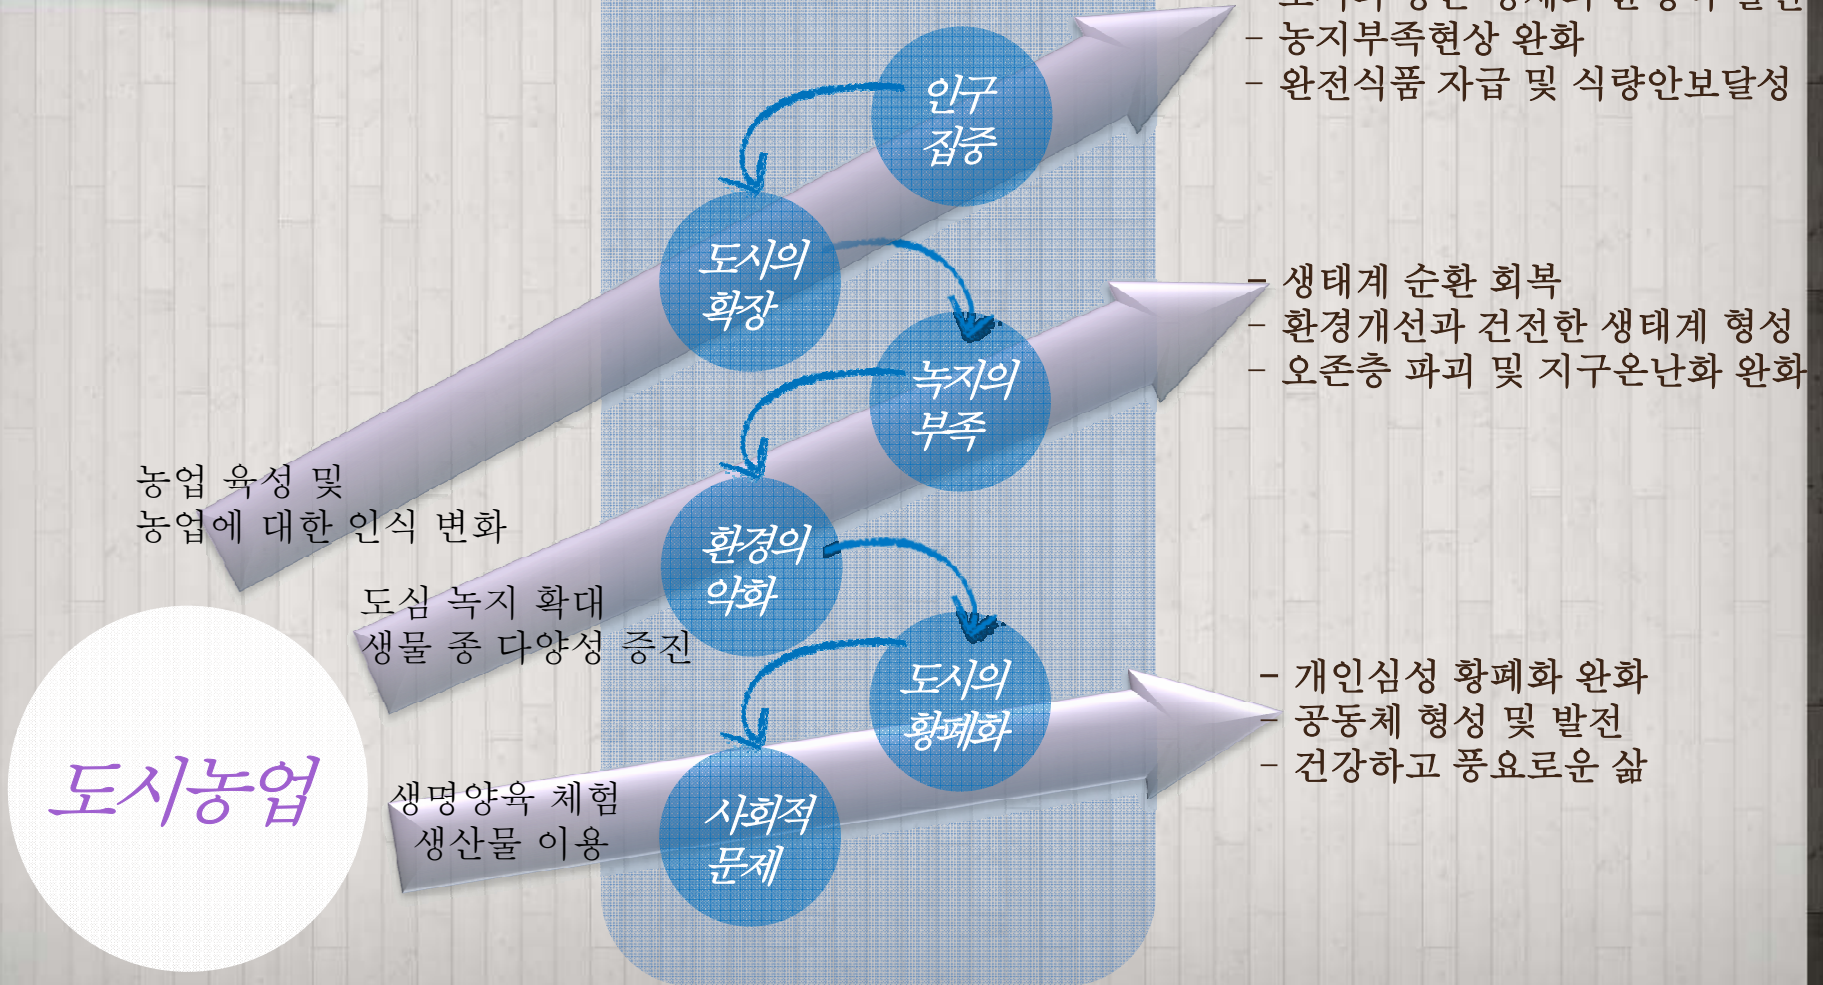 - 농지부족현상 완화
- 완전식품 자급 및 식량안보달성
인구
집중
도시의
확장
- 생태계 순환 회복
- 환경개선과 건전한 생태계 형성
- 오존층 파괴 및 지구온난화 완화
녹지의
부족
농업 육성 및
농업에 대한 인식 변화
환경의
악화
도심 녹지 확대
생물 종 다양성 증진
도시의
황폐화
- 개인심성 황폐화 완화
- 공동체 형성 및 발전
- 건강하고 풍요로운 삶
도시농업
생명양육 체험
생산물 이용
사회적
문제